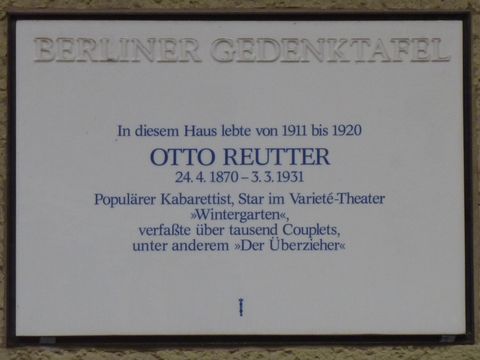 BERLINER GEDENKTAFEL
In diesem Haus lebte von 1911 bis 1920
OTTO REUTTER
24. 4. 1870 – 3. 3. 1931
Populärer Kabarettist, Star im Varieté-Theater
»Wintergarten«,
verfaßte über tausend Couplets,
unter anderem »Der Überzieher«